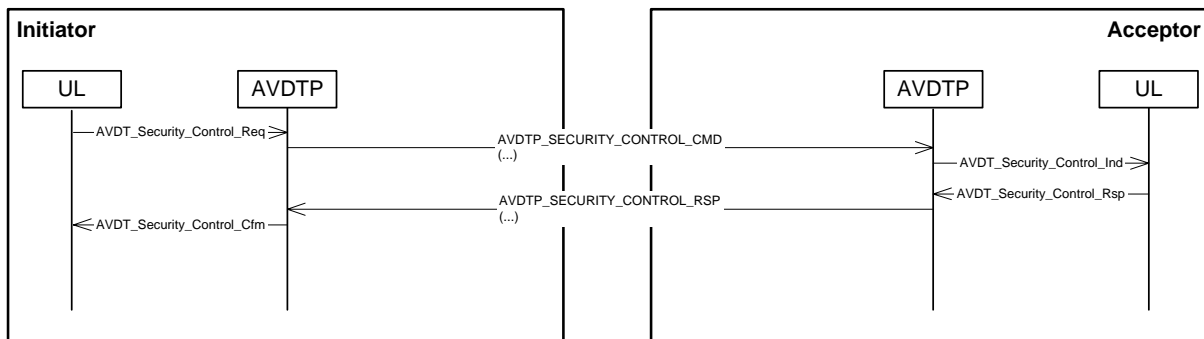 Initiator
Acceptor
UL
AVDTP
AVDTP
UL
AVDT_Security_Control_Req
AVDTP_SECURITY_CONTROL_CMD
(...)
AVDT_Security_Control_Ind
AVDT_Security_Control_Rsp
AVDTP_SECURITY_CONTROL_RSP
(...)
AVDT_Security_Control_Cfm